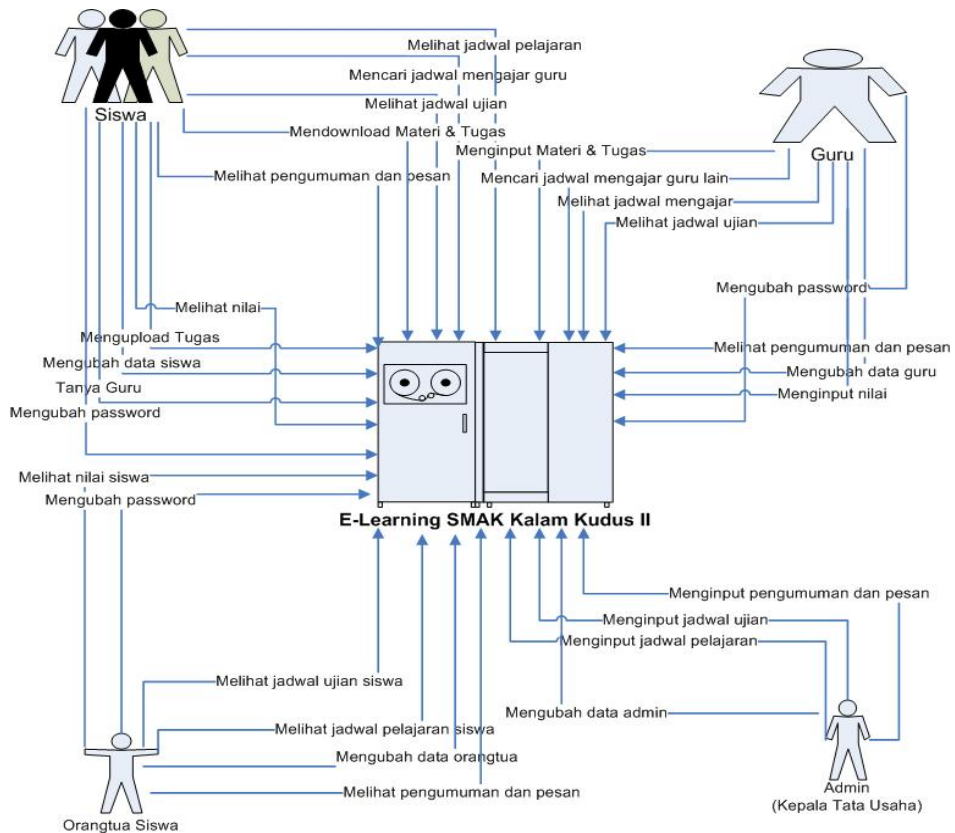 Melihat jadwal pelajaran
Mencari jadwal mengajar guru
Melihat jadwal ujian
Siswa
Mendownload Materi & Tugas
Menginput Materi & Tugas
Guru
Melihat pengumuman dan pesan
Mencari jadwal mengajar guru lain
Melihat jadwal mengajar
Melihat jadwal ujian
Mengubah password
Melihat nilai
Mengupload Tugas
Melihat pengumuman dan pesan
Mengubah data siswa
Mengubah data guru
Tanya Guru
Menginput nilai
Mengubah password
Melihat nilai siswa
Mengubah password
E-Learning SMAK Kalam Kudus II
Menginput pengumuman dan pesan
Menginput jadwal ujian
Menginput jadwal pelajaran
Melihat jadwal ujian siswa
Mengubah data admin
Melihat jadwal pelajaran siswa
Mengubah data orangtua
Melihat pengumuman dan pesan
Admin
(Kepala Tata Usaha)
Orangtua Siswa